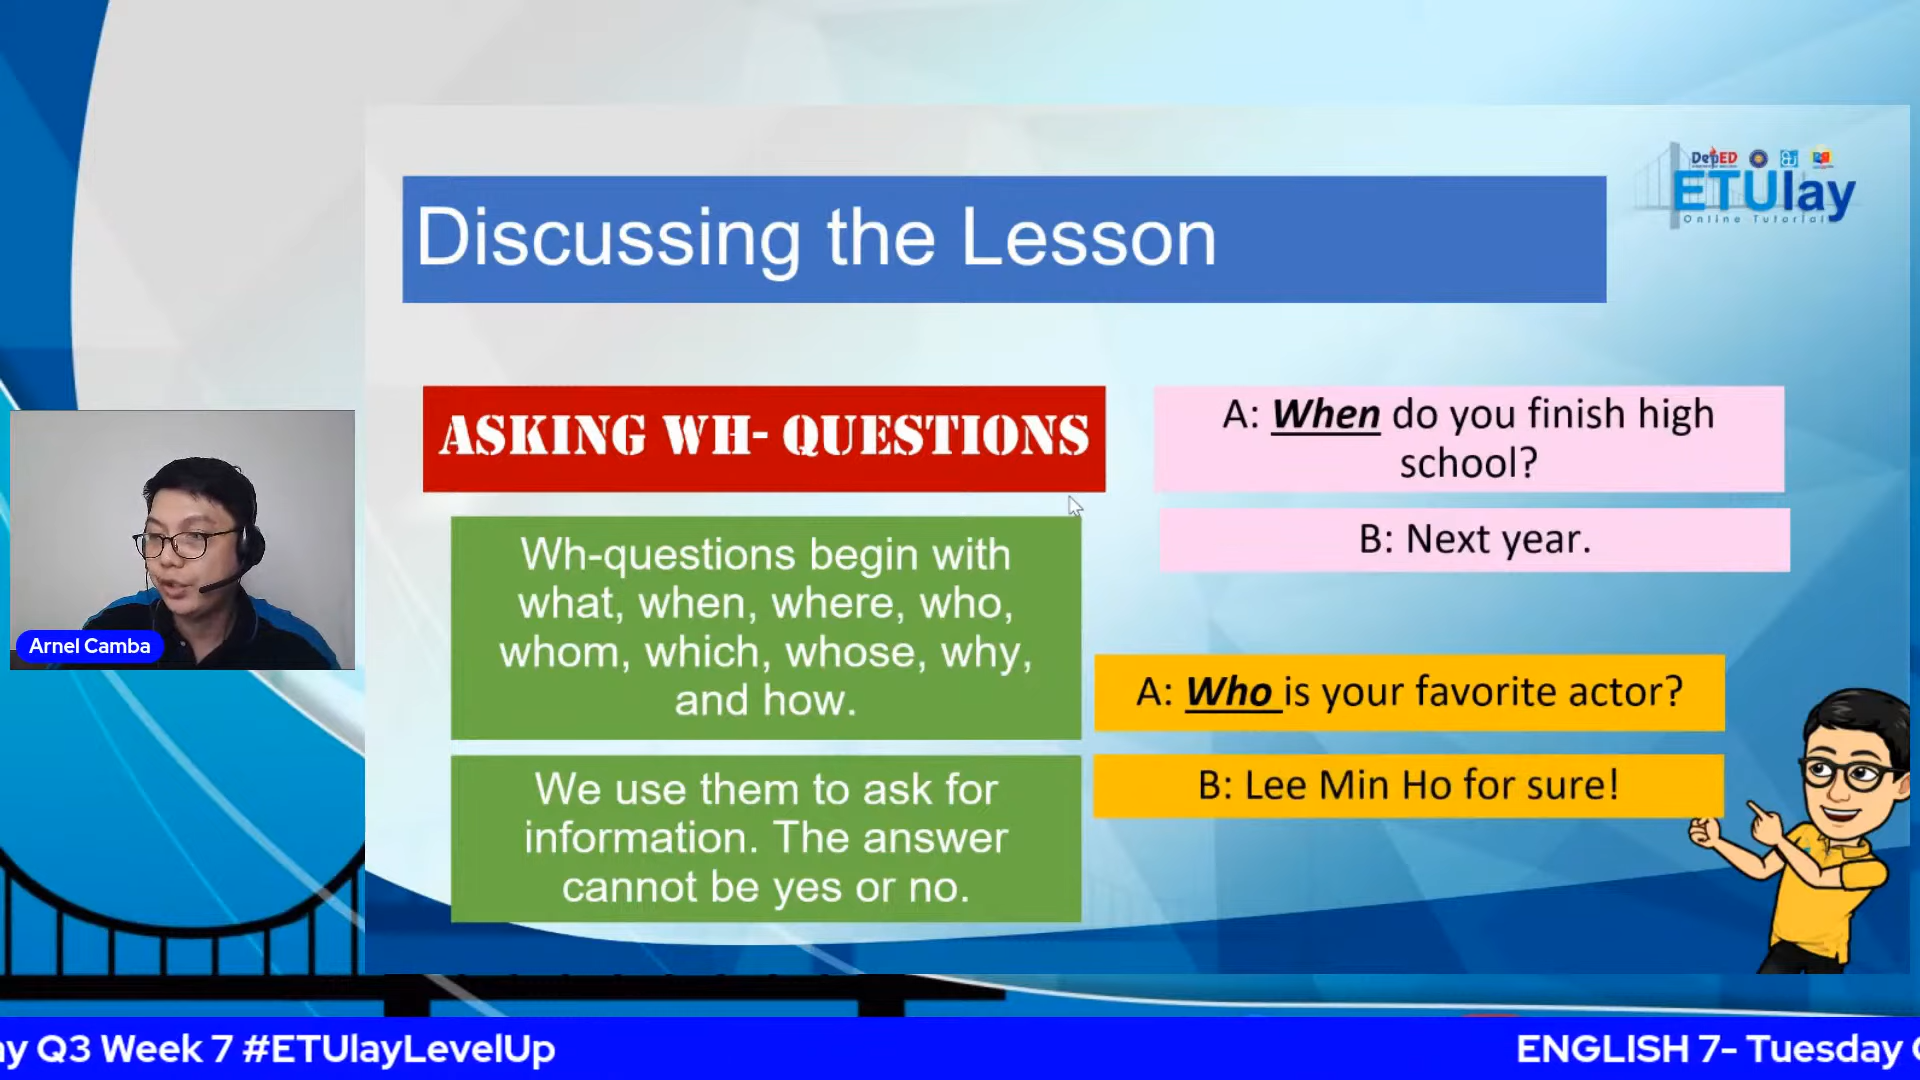 DepED
ETUlay
Online Tutorial
Discussing the Lesson
ASKING WH- QUESTIONS
Wh-questions begin with
what, when, where, who,
whom, which, whose, why,
and how.
We use them to ask for
information. The answer
cannot be yes or no.
A: When do you finish high
school?
B: Next year.
A: Who is your favorite actor?
B: Lee Min Ho for sure!
Arnel Camba
ay Q3 Week 7 #ETUlayLevelUp
ENGLISH 7- Tuesday